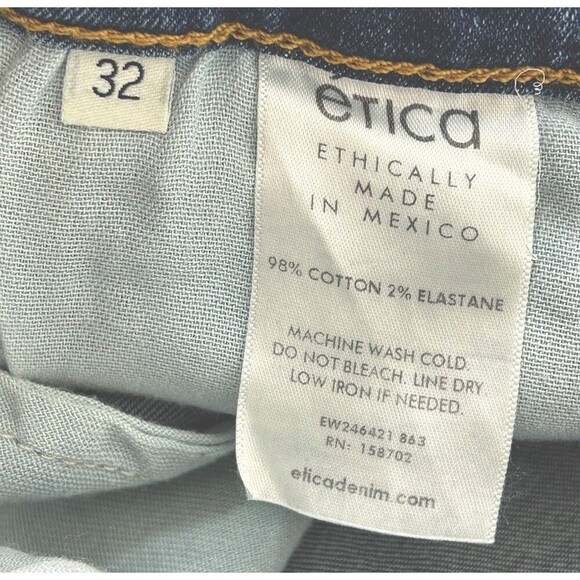 32
éTICA
ETHICALLY
MADE
IN MEXICO
98% COTTON 2% ELASTANE
MACHINE WASH COLD.
DO NOT BLEACH. LINE DRY
LOW IRON IF NEEDED.
EW246421 863
RN: 158702
eticadenim.com